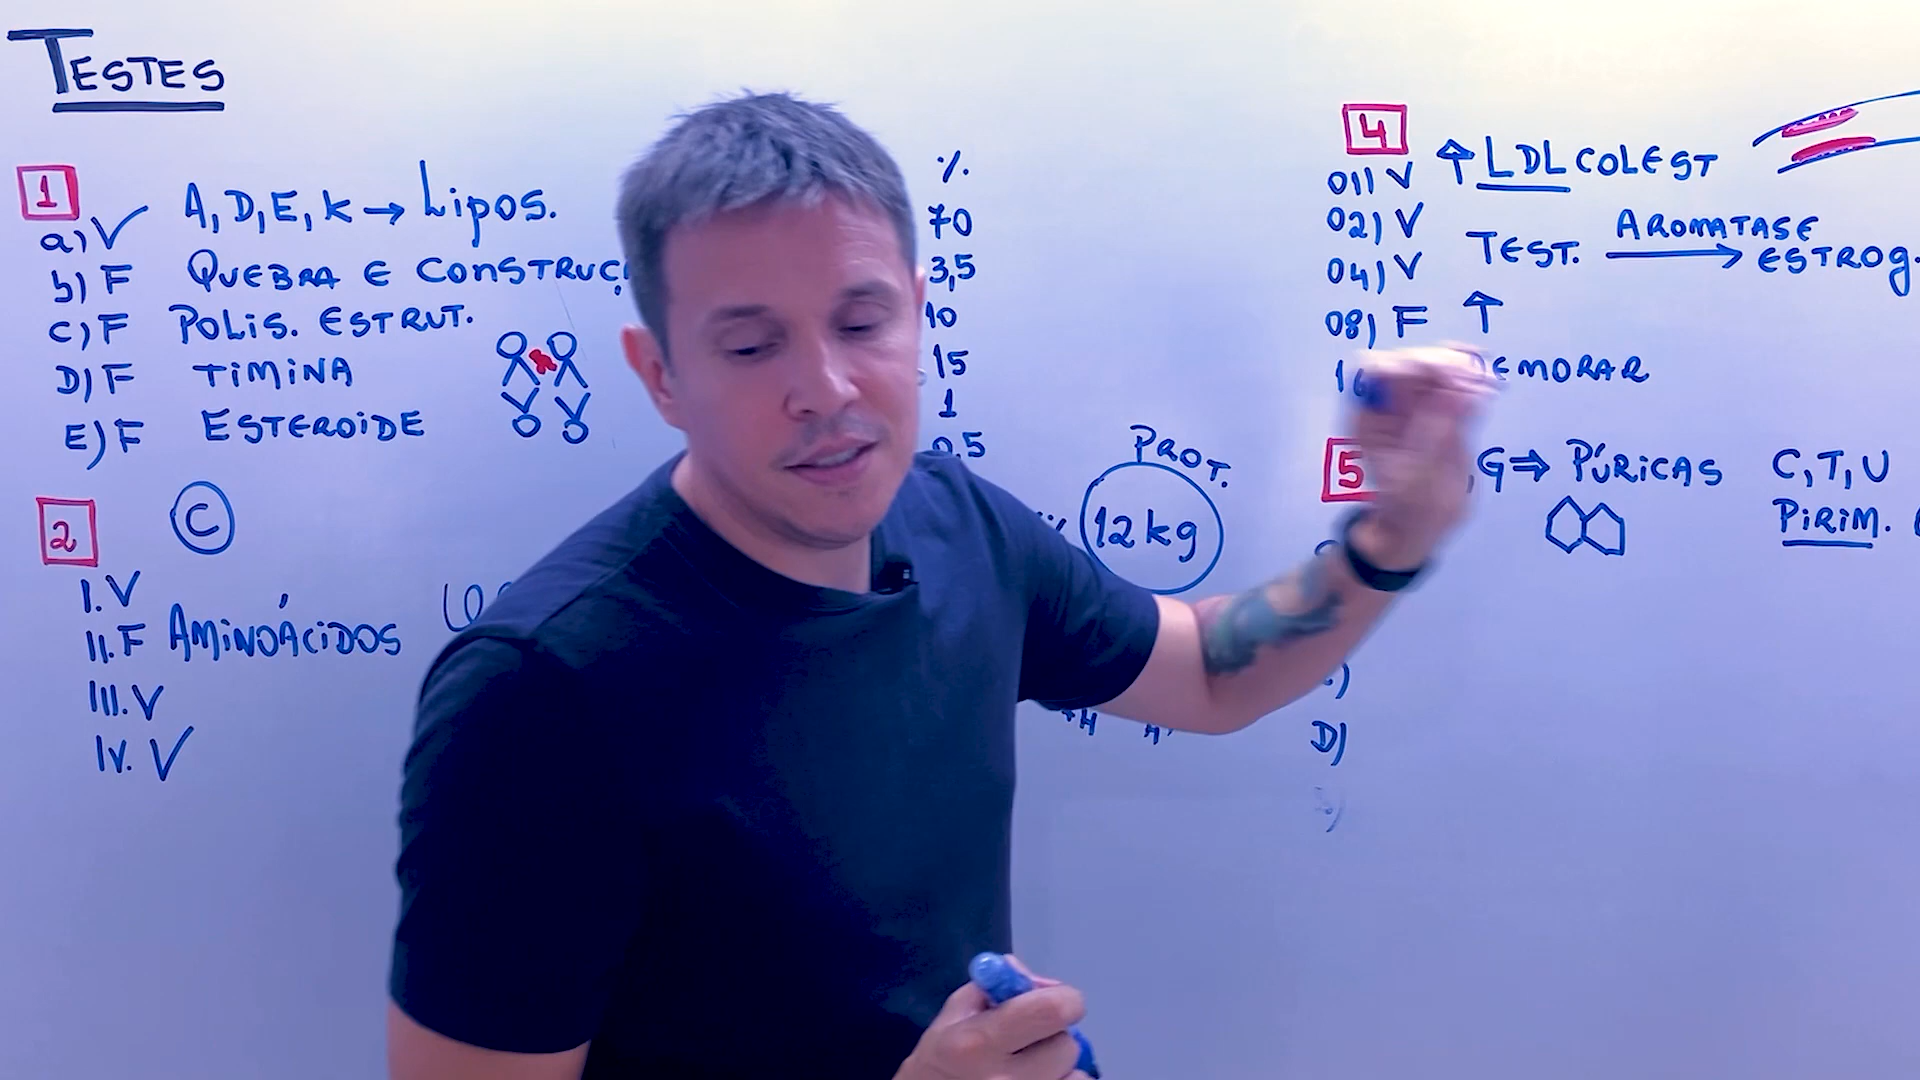 TESTES
1
a) V A, D, E, K → Lipos.
b) F QUEBRA E CONSTRUÇ
c) F POLIS. ESTRUT.
D) F TIMINA
E) F ESTEROIDE
2 C
I. V
II. F AMINOÁCIDOS
III. V
IV. V
%
70
3,5
10
15
1
0,5
PROT.
12 kg
4
01) V ↑ LDL COLEST
02) V
TEST. → AROMATASE ESTROG.
04) V
08) F ↑
DEMORAR
5 , G ⇒ PÚRICAS C, T, U
PIRIM.
D)